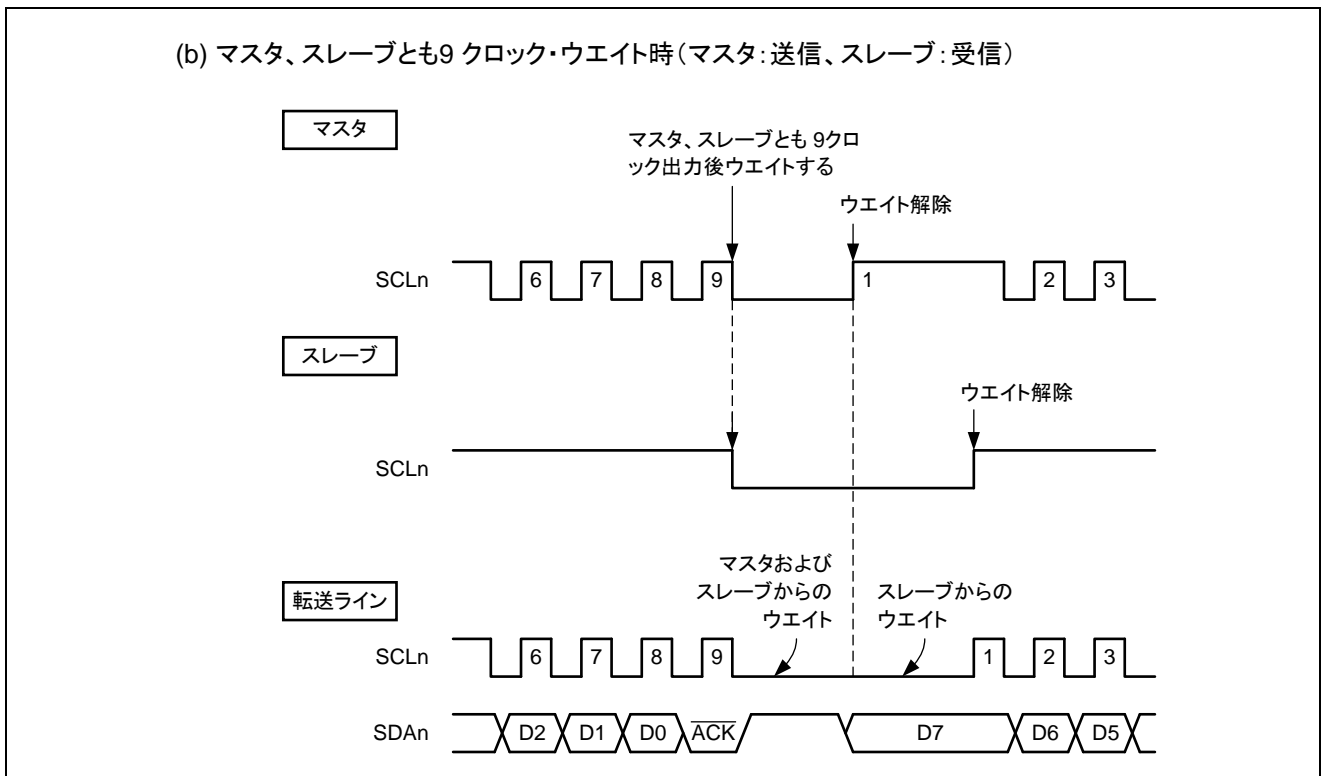 (b) マスタ、スレーブとも9 クロック・ウエイト時（マスタ：送信、スレーブ：受信）
マスタ
マスタ、スレーブとも 9クロ
ック出力後ウエイトする
ウエイト解除
SCLn 6 7 8 9 1 2 3
スレーブ
ウエイト解除
SCLn
マスタおよび
スレーブからの
ウエイト
スレーブからの
ウエイト
転送ライン
SCLn 6 7 8 9 1 2 3
SDAn D2 D1 D0 ACK D7 D6 D5